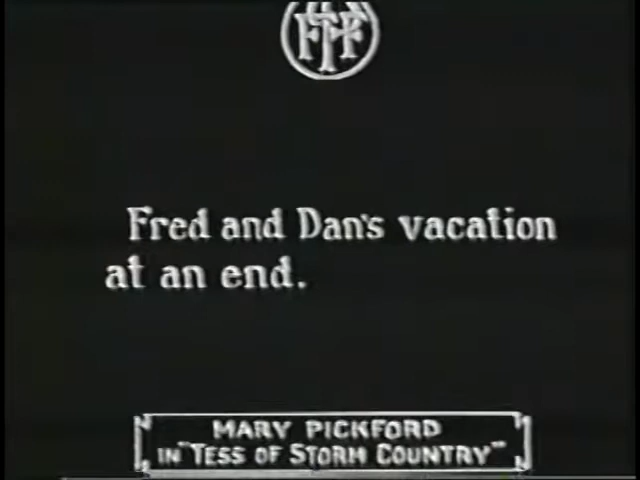 Fred and Dan's vacation
at an end.
MARY PICKFORD
IN "TESS OF STORM COUNTRY"